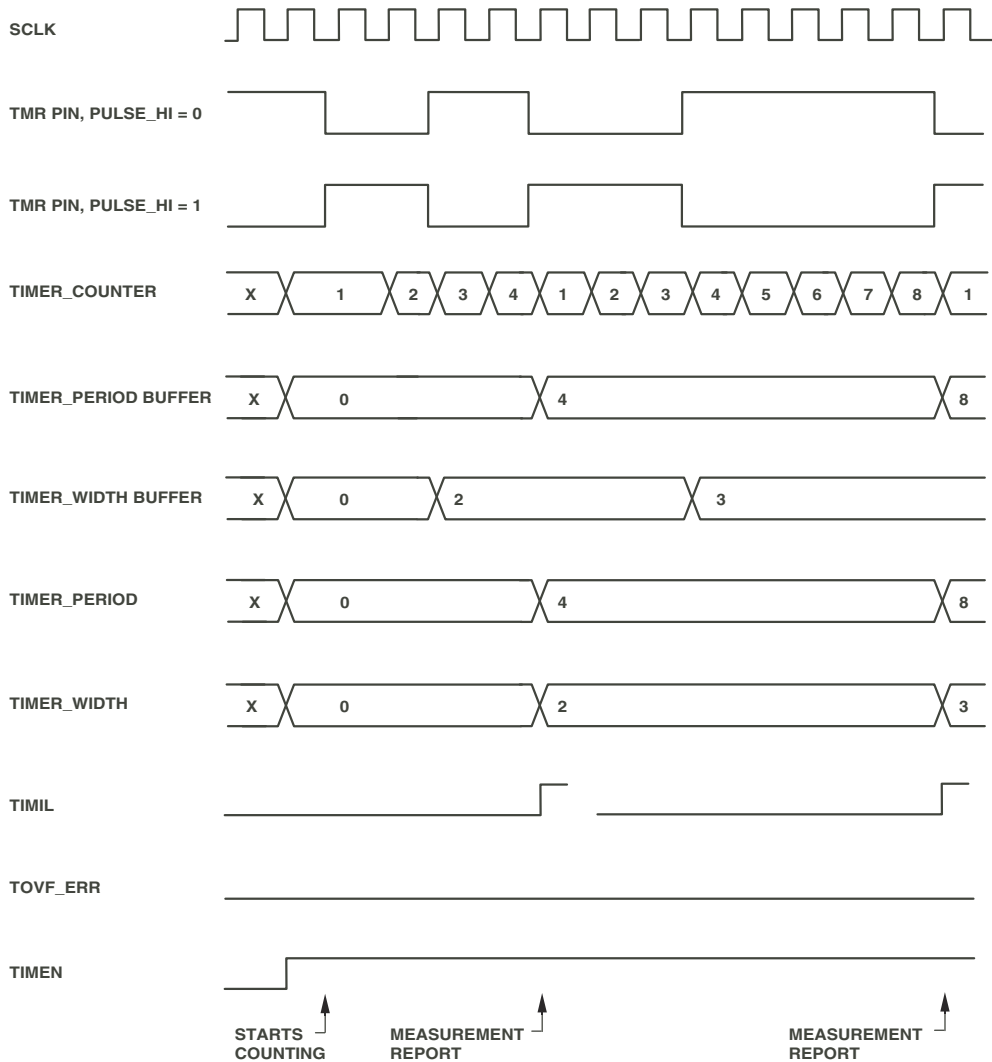 SCLK
TMR PIN, PULSE_HI = 0
TMR PIN, PULSE_HI = 1
TIMER_COUNTER X 1 2 3 4 1 2 3 4 5 6 7 8 1
TIMER_PERIOD BUFFER X 0 4 8
TIMER_WIDTH BUFFER X 0 2 3
TIMER_PERIOD X 0 4 8
TIMER_WIDTH X 0 2 3
TIMIL
TOVF_ERR
TIMEN
STARTS
COUNTING
MEASUREMENT
REPORT
MEASUREMENT
REPORT